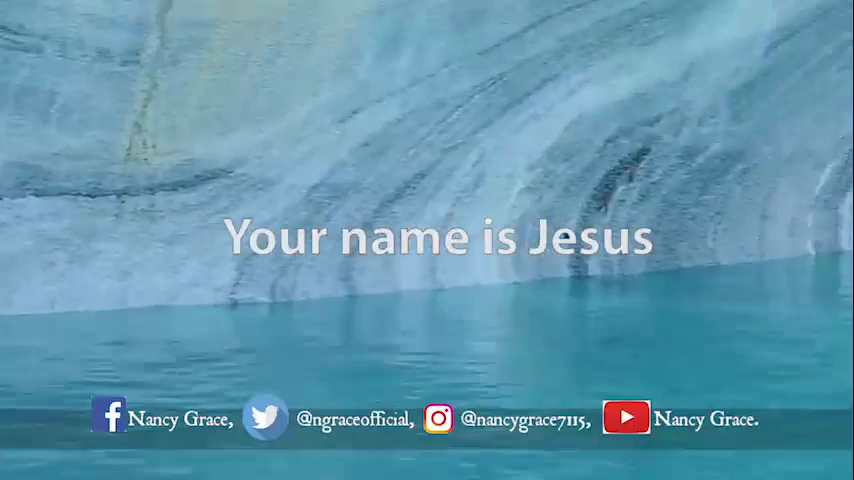 Your name is Jesus
Nancy Grace, @ngraceofficial, @nancygrace7115, Nancy Grace.